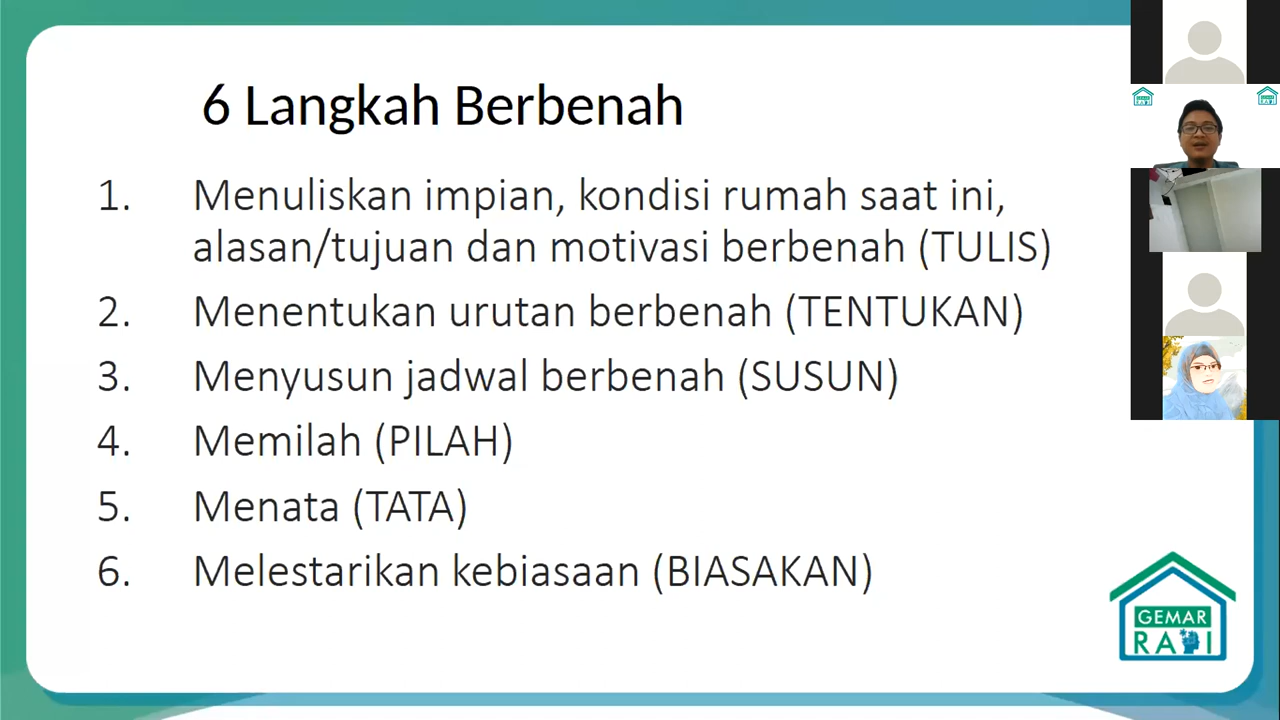 6 Langkah Berbenah
1. Menuliskan impian, kondisi rumah saat ini,
alasan/tujuan dan motivasi berbenah (TULIS)
2. Menentukan urutan berbenah (TENTUKAN)
3. Menyusun jadwal berbenah (SUSUN)
4. Memilah (PILAH)
5. Menata (TATA)
6. Melestarikan kebiasaan (BIASAKAN)
GEMAR
RAPI